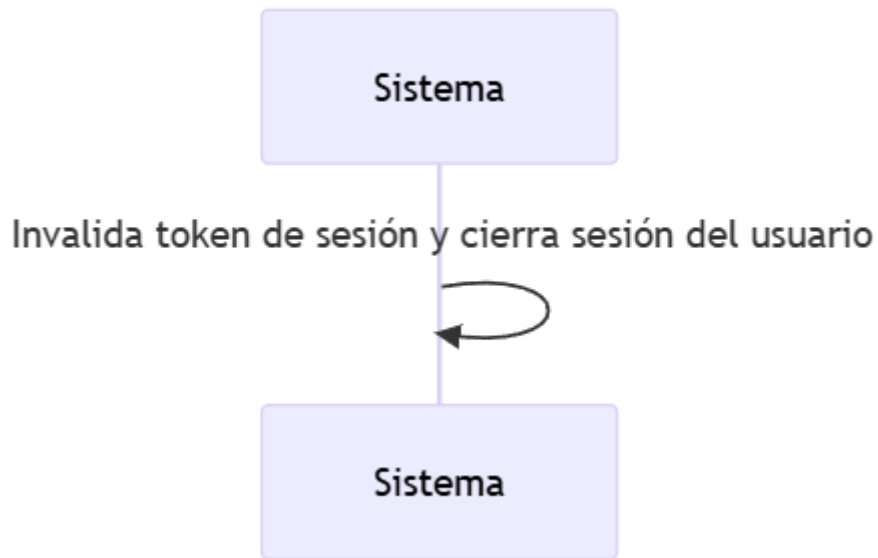 Sistema
Invalida token de sesión y cierra sesión del usuario
Sistema